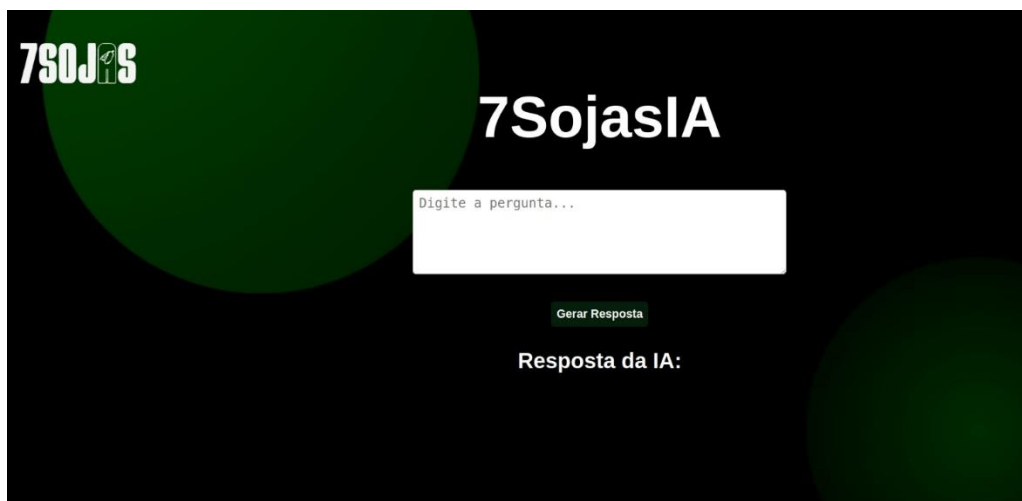 7SOJAS
7SojasIA
Digite a pergunta...
Gerar Resposta
Resposta da IA: